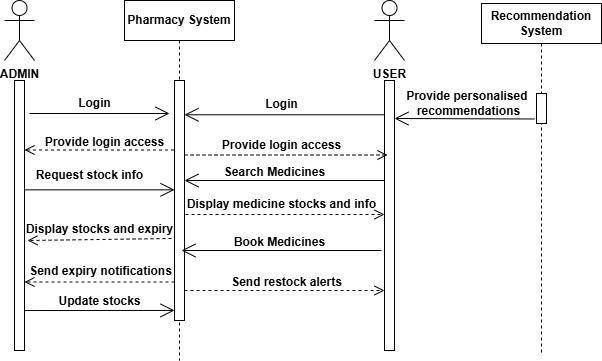 Pharmacy System
Recommendation
System
ADMIN
USER
Login
Login
Provide personalised
recommendations
Provide login access
Provide login access
Request stock info
Search Medicines
Display medicine stocks and info
Display stocks and expiry
Book Medicines
Send expiry notifications
Send restock alerts
Update stocks